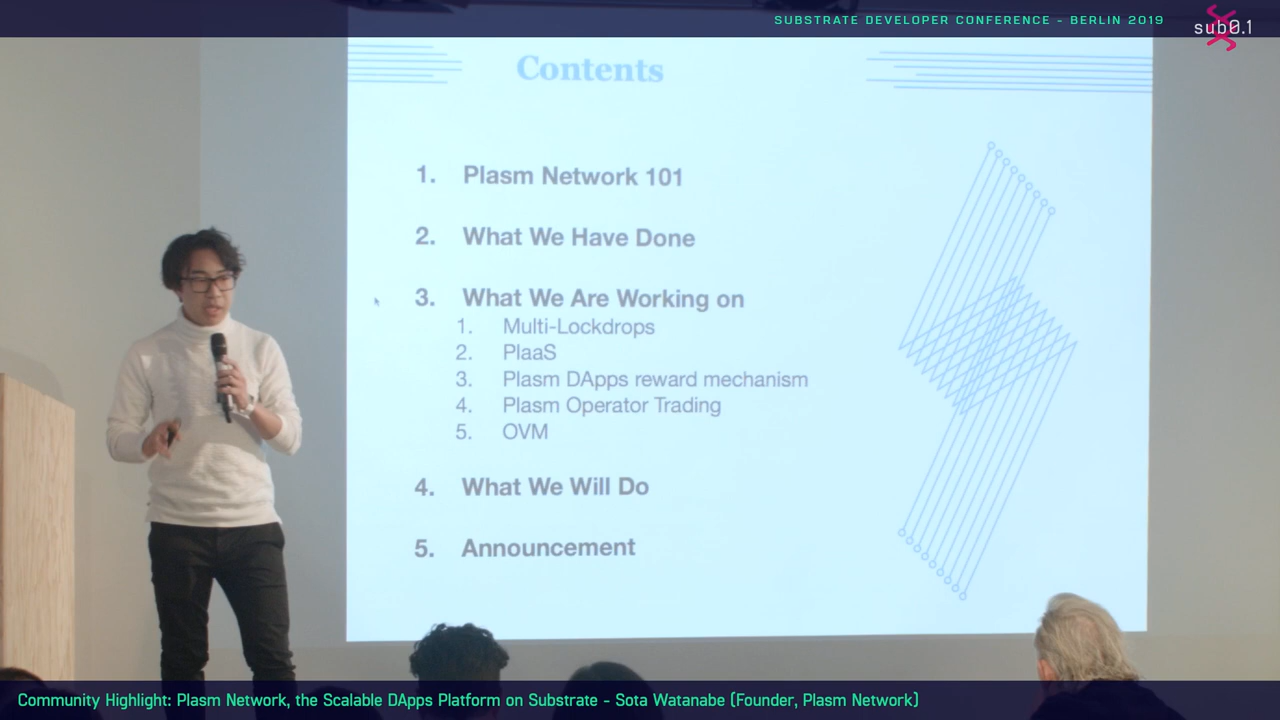 SUBSTRATE DEVELOPER CONFERENCE - BERLIN 2019
sub0.1
Contents
1. Plasm Network 101
2. What We Have Done
3. What We Are Working on
1. Multi-Lockdrops
2. PlaaS
3. Plasm DApps reward mechanism
4. Plasm Operator Trading
5. OVM
4. What We Will Do
5. Announcement
Community Highlight: Plasm Network, the Scalable DApps Platform on Substrate - Sota Watanabe (Founder, Plasm Network)